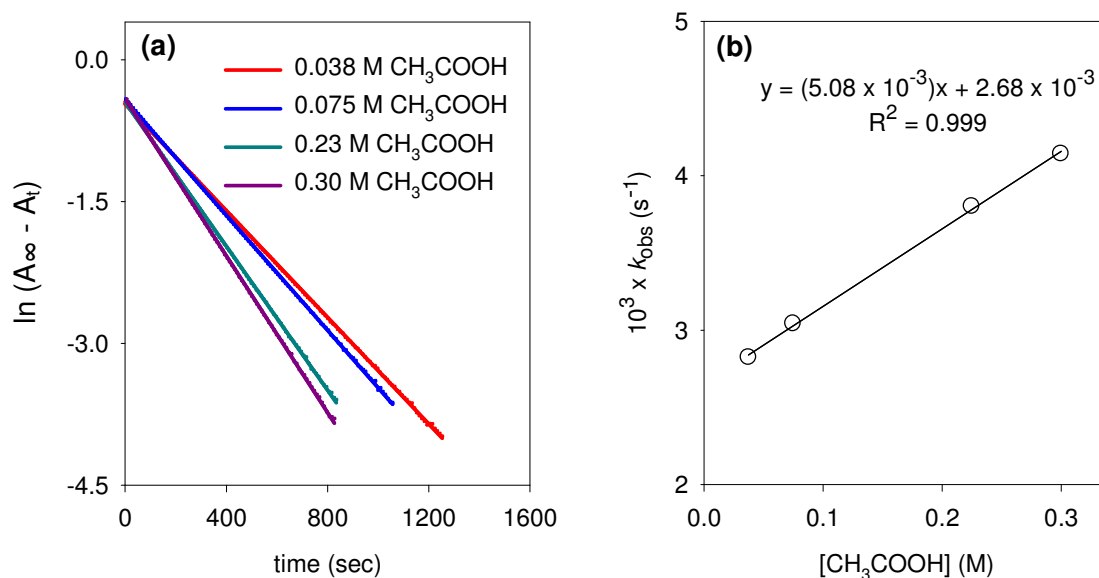 (a)
0.038 M CH₃COOH
0.075 M CH₃COOH
0.23 M CH₃COOH
0.30 M CH₃COOH
ln (A∞ - Aₜ)
0.0
-1.5
-3.0
-4.5
0 400 800 1200 1600
time (sec)
(b)
y = (5.08 x 10⁻³)x + 2.68 x 10⁻³
R² = 0.999
10³ x kobs (s⁻¹)
5
4
3
2
0.0 0.1 0.2 0.3
[CH₃COOH] (M)